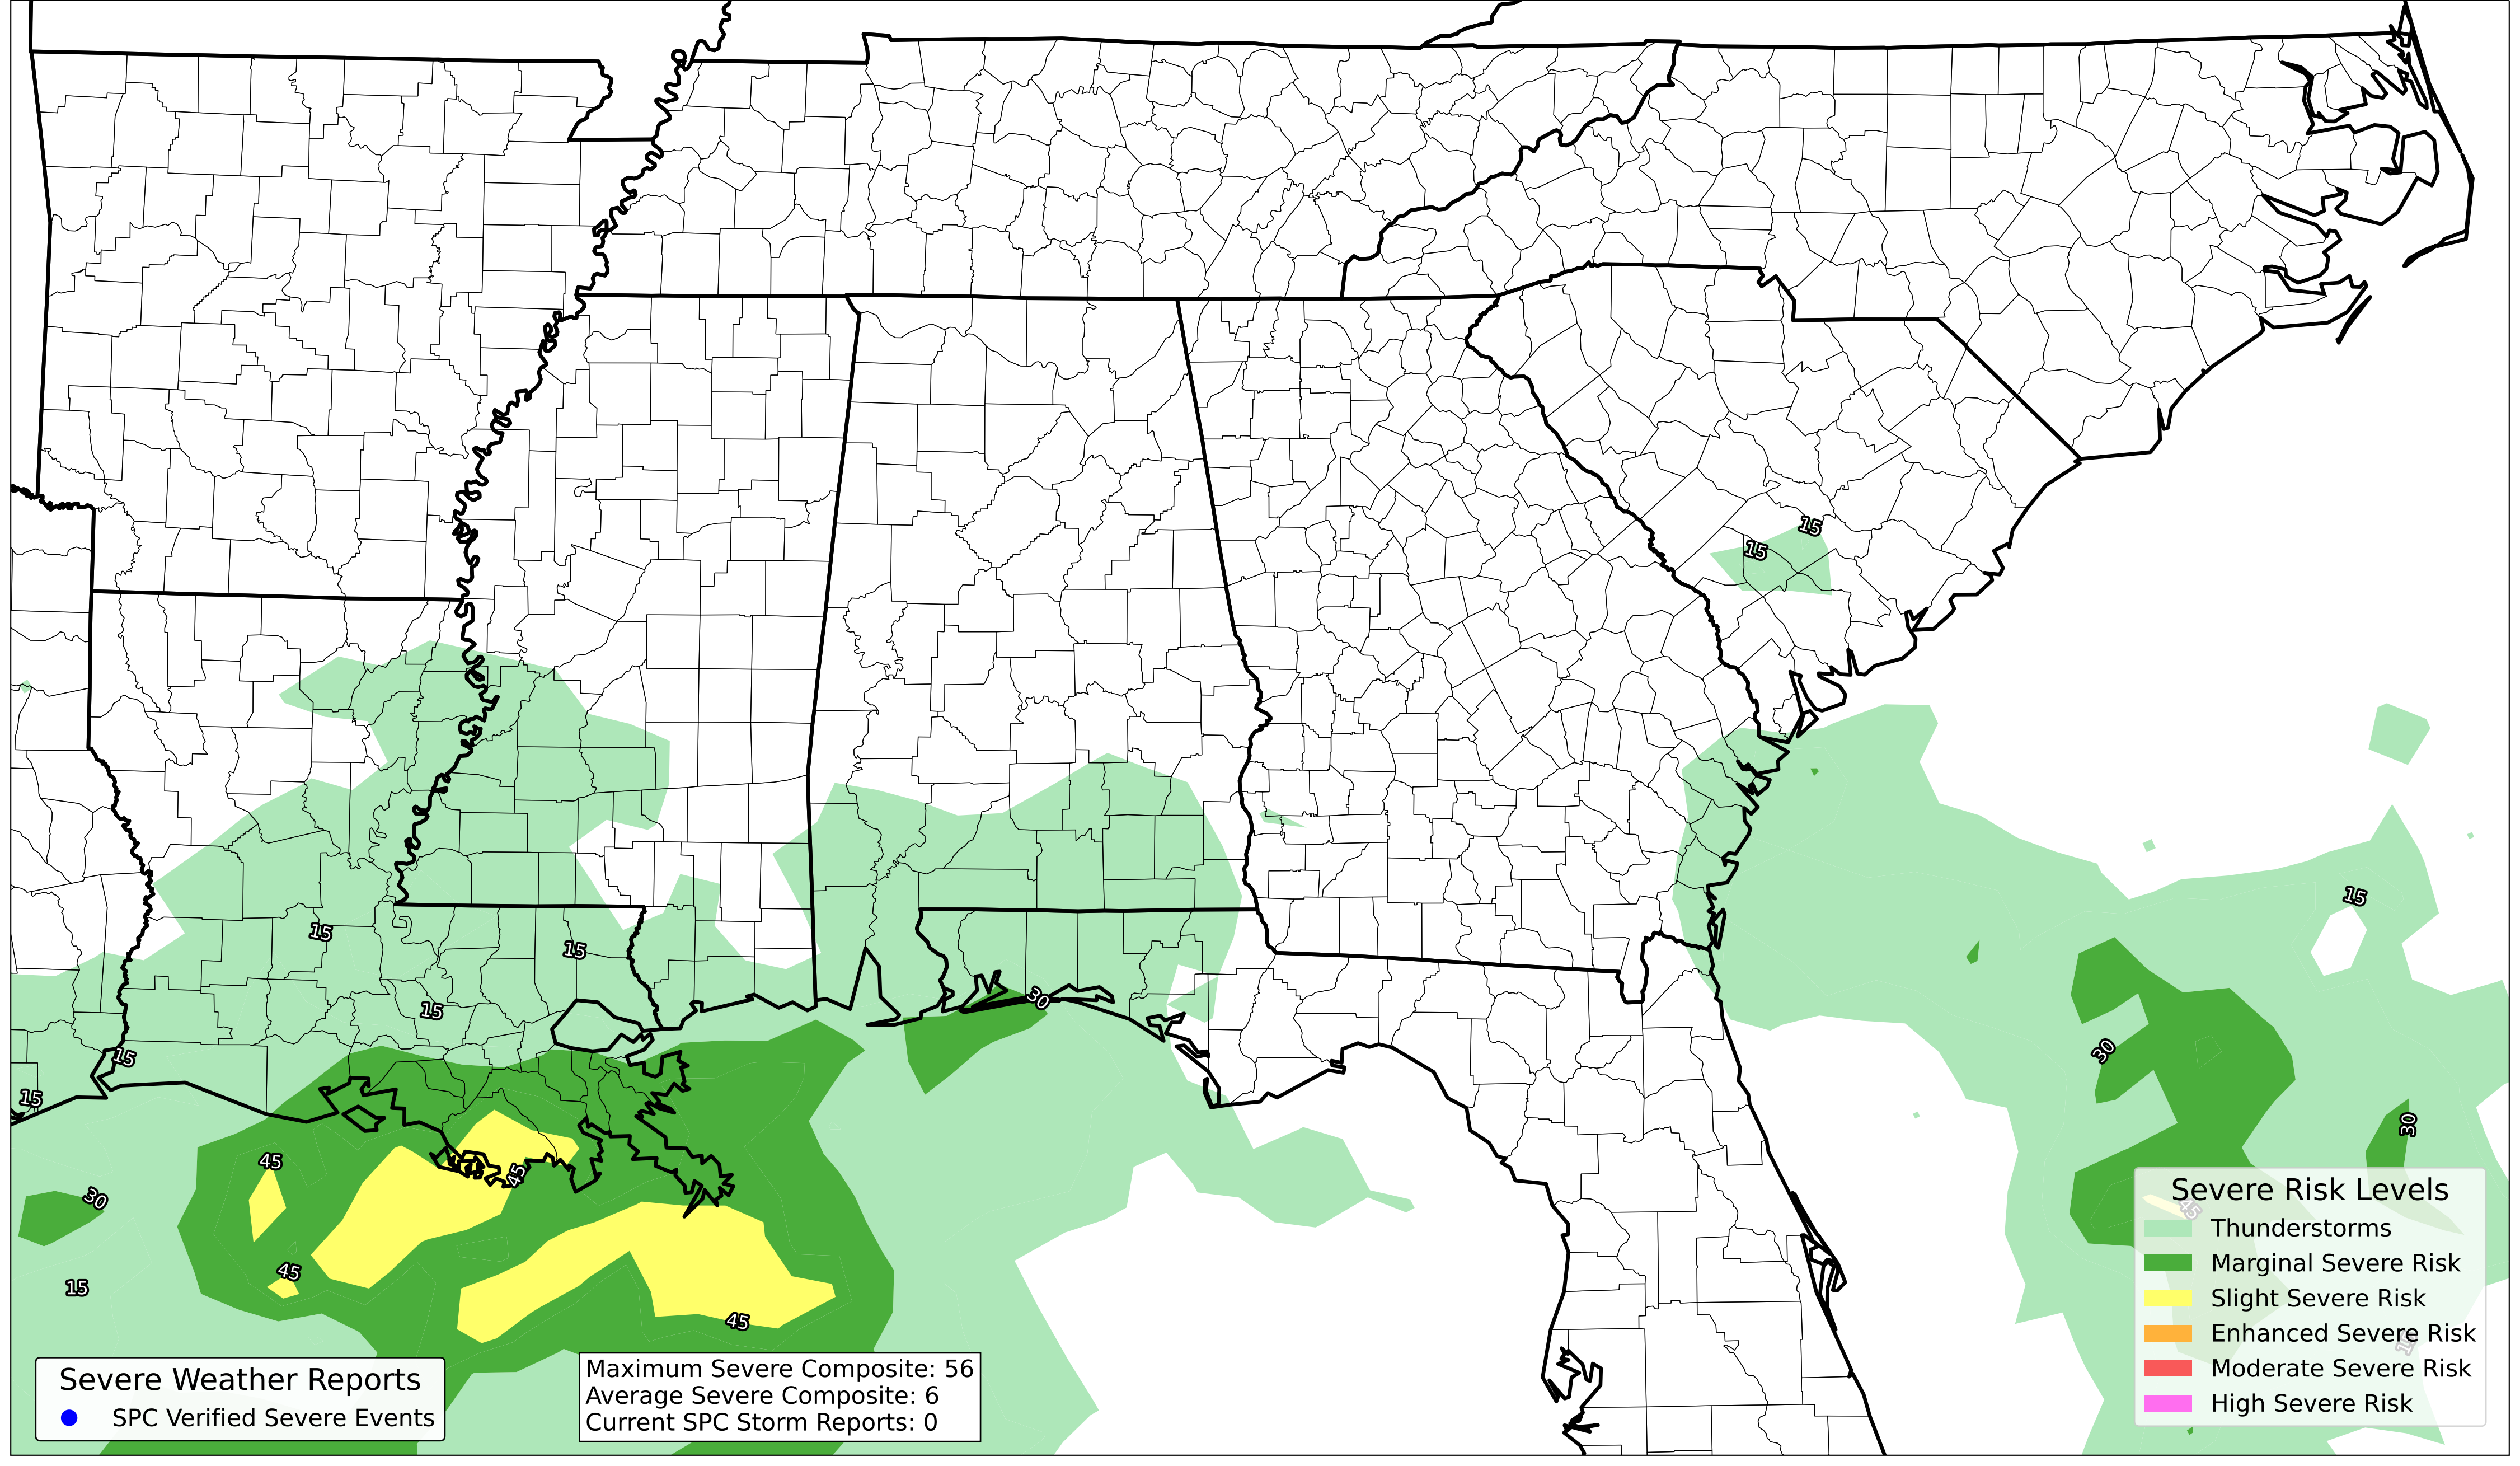 15
15
15
15
15
30
15
15
30
15
30
45
45
30
45
15
45
45
15
Severe Risk Levels
Thunderstorms
Marginal Severe Risk
Slight Severe Risk
Enhanced Severe Risk
Moderate Severe Risk
High Severe Risk
Severe Weather Reports
SPC Verified Severe Events
Maximum Severe Composite: 56
Average Severe Composite: 6
Current SPC Storm Reports: 0